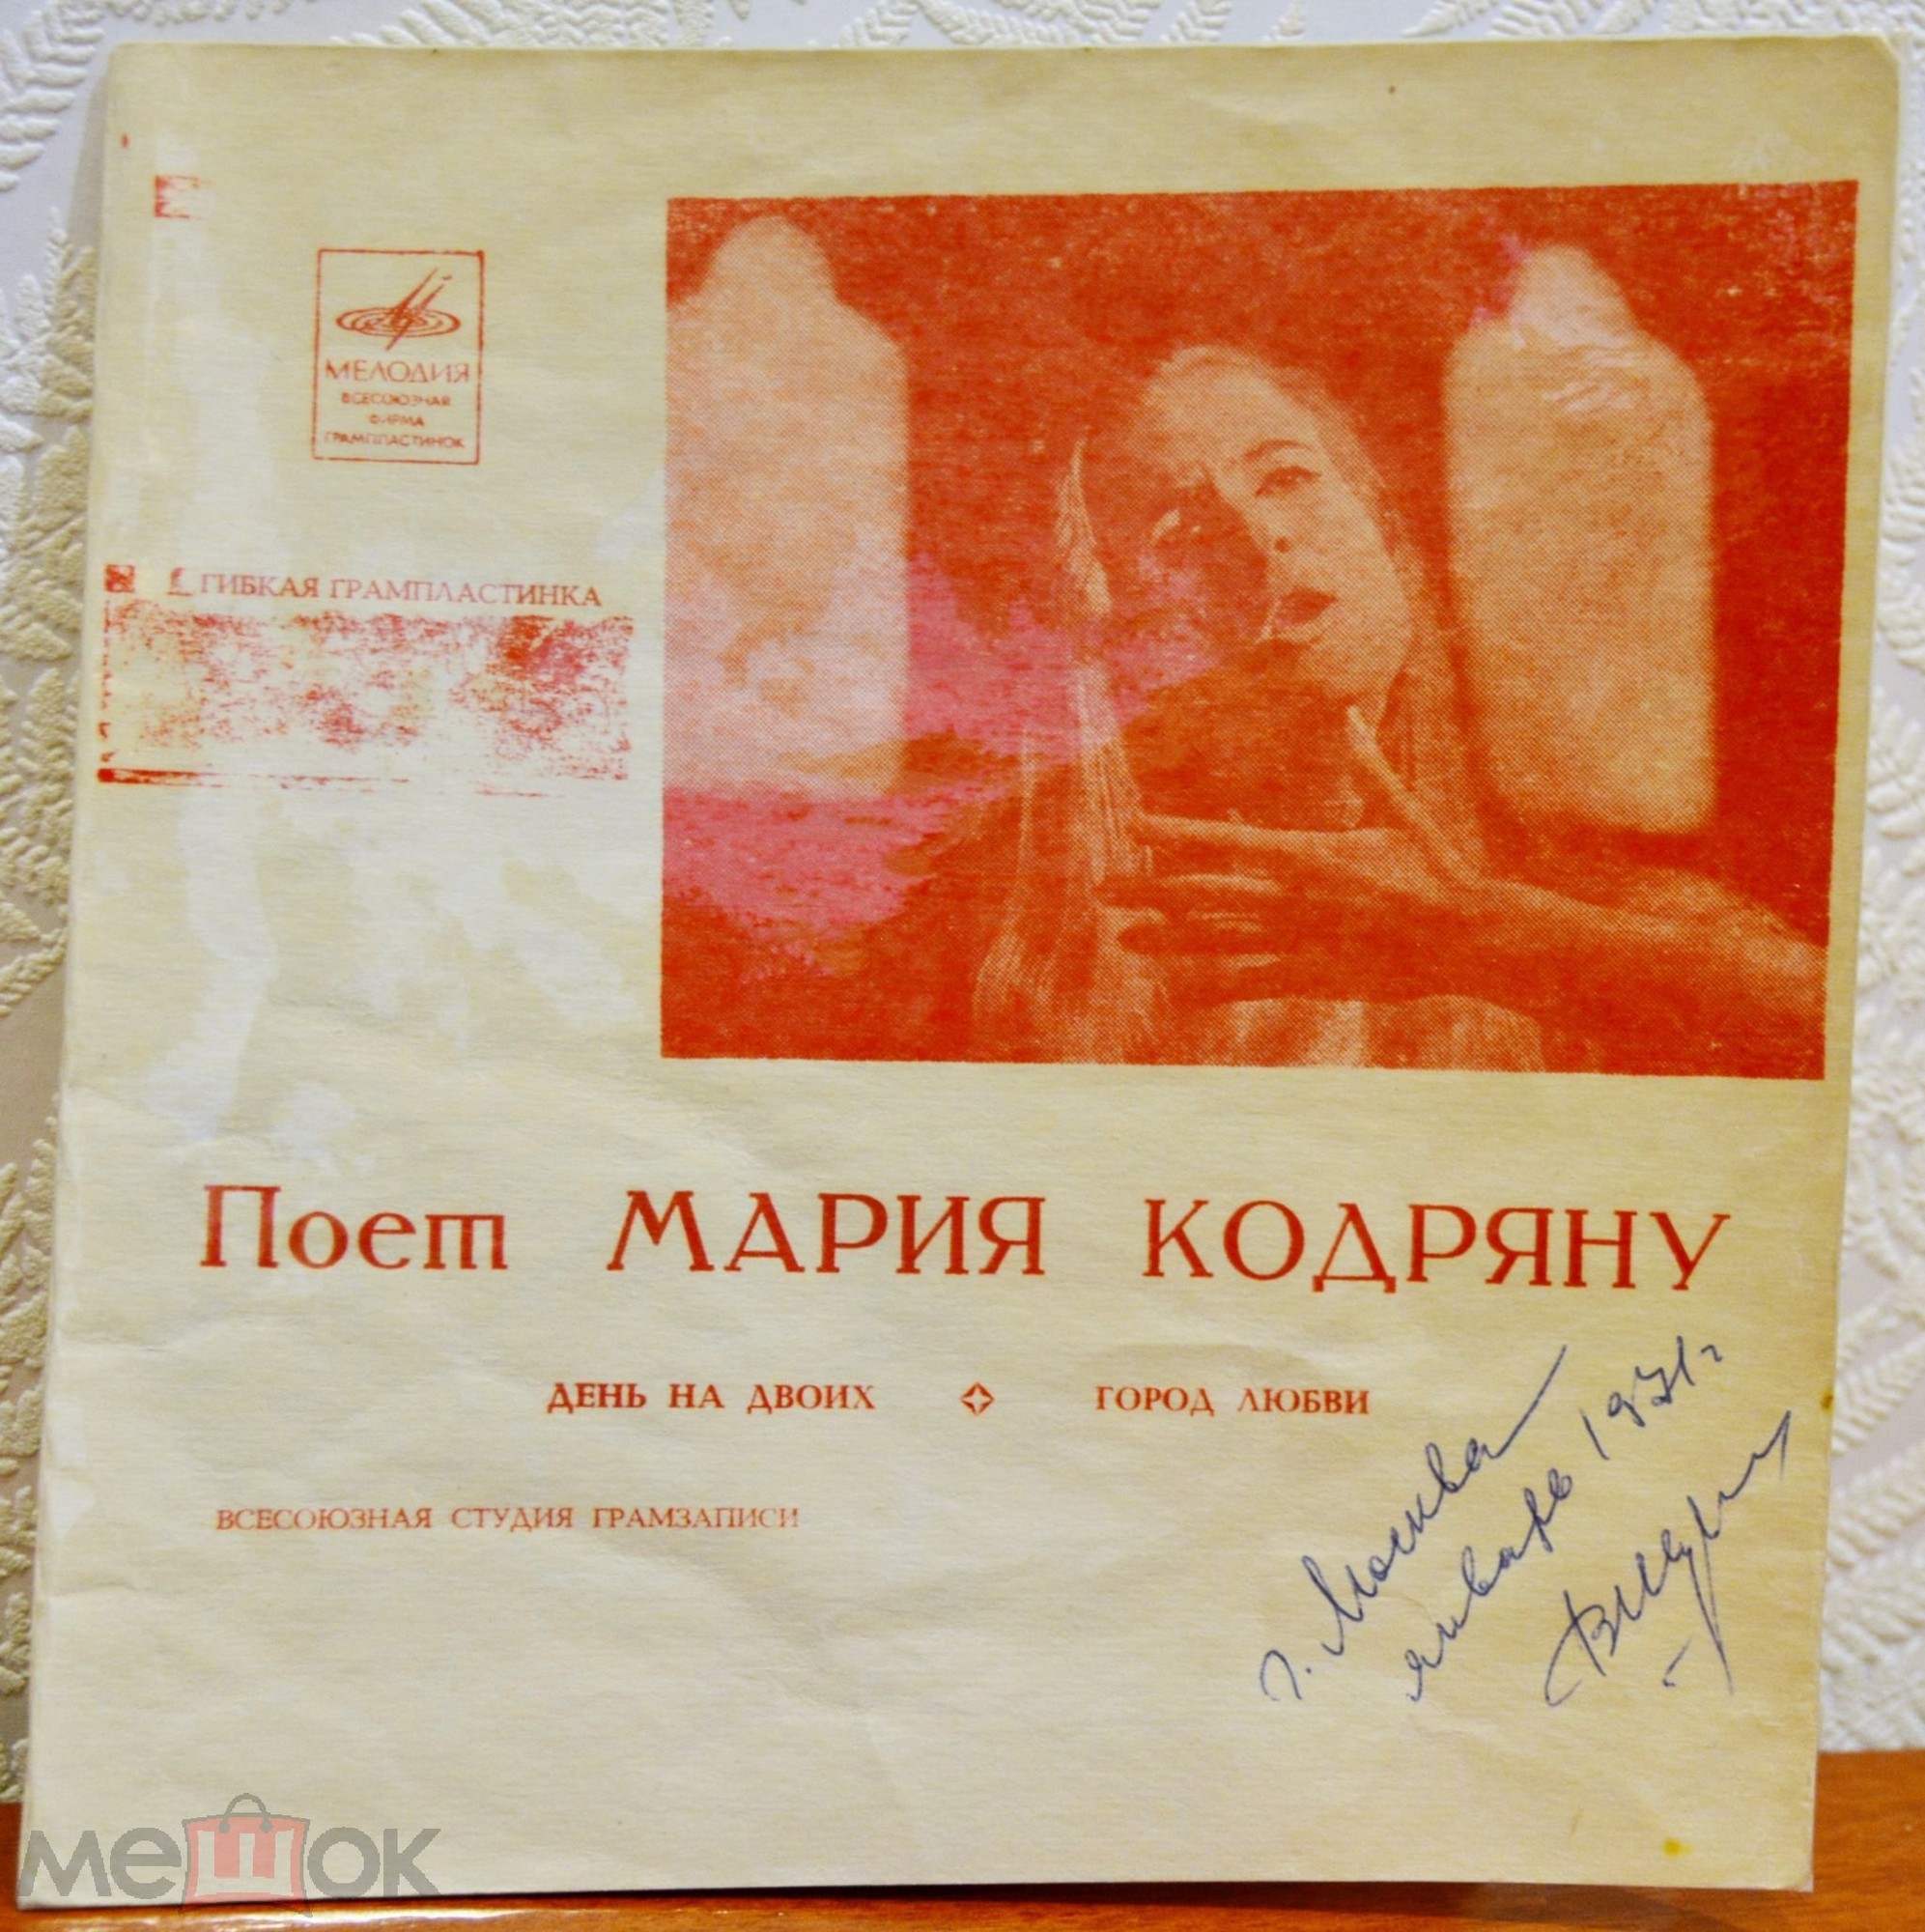 МЕЛОДИЯ
ВСЕСОЮЗНАЯ
ФИРМА
ГРАМПЛАСТИНОК
ГИБКАЯ ГРАМПЛАСТИНКА
Поет МАРИЯ КОДРЯНУ
ДЕНЬ НА ДВОИХ ГОРОД ЛЮБВИ
ВСЕСОЮЗНАЯ СТУДИЯ ГРАМЗАПИСИ
г. Москва
январь 1971 г
мешок